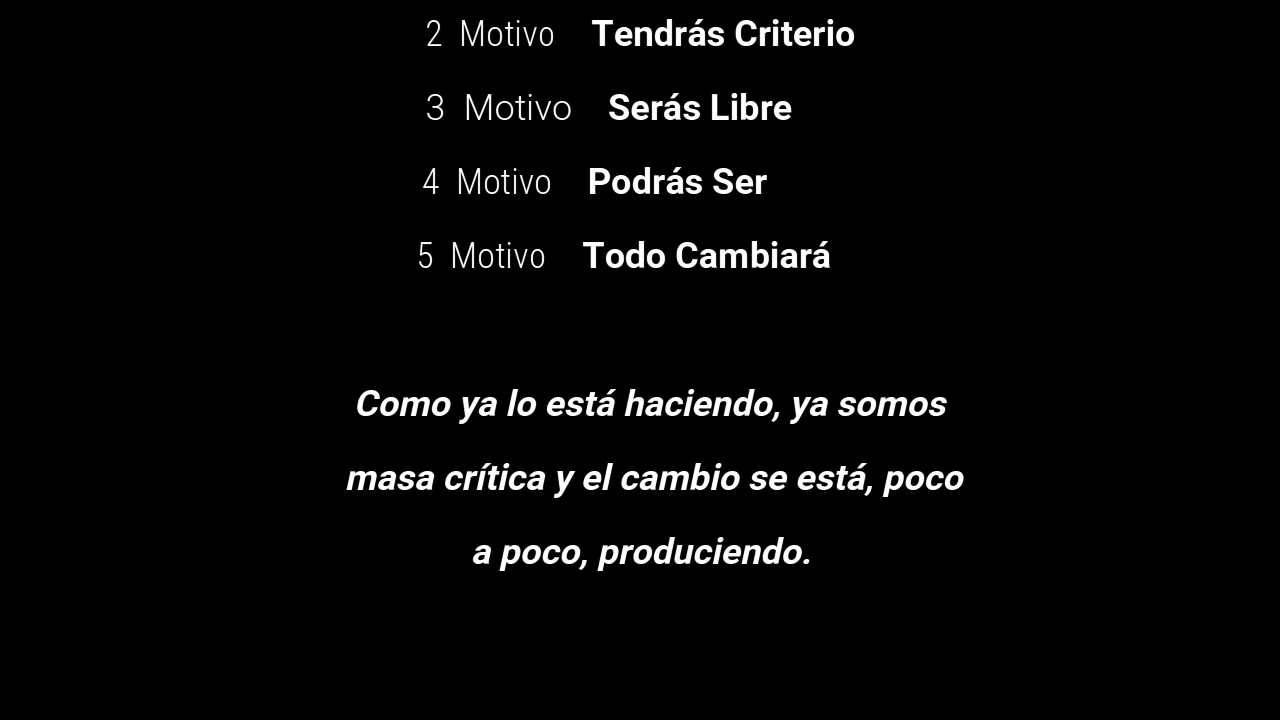 2 Motivo Tendrás Criterio
3 Motivo Serás Libre
4 Motivo Podrás Ser
5 Motivo Todo Cambiará
Como ya lo está haciendo, ya somos
masa crítica y el cambio se está, poco
a poco, produciendo.